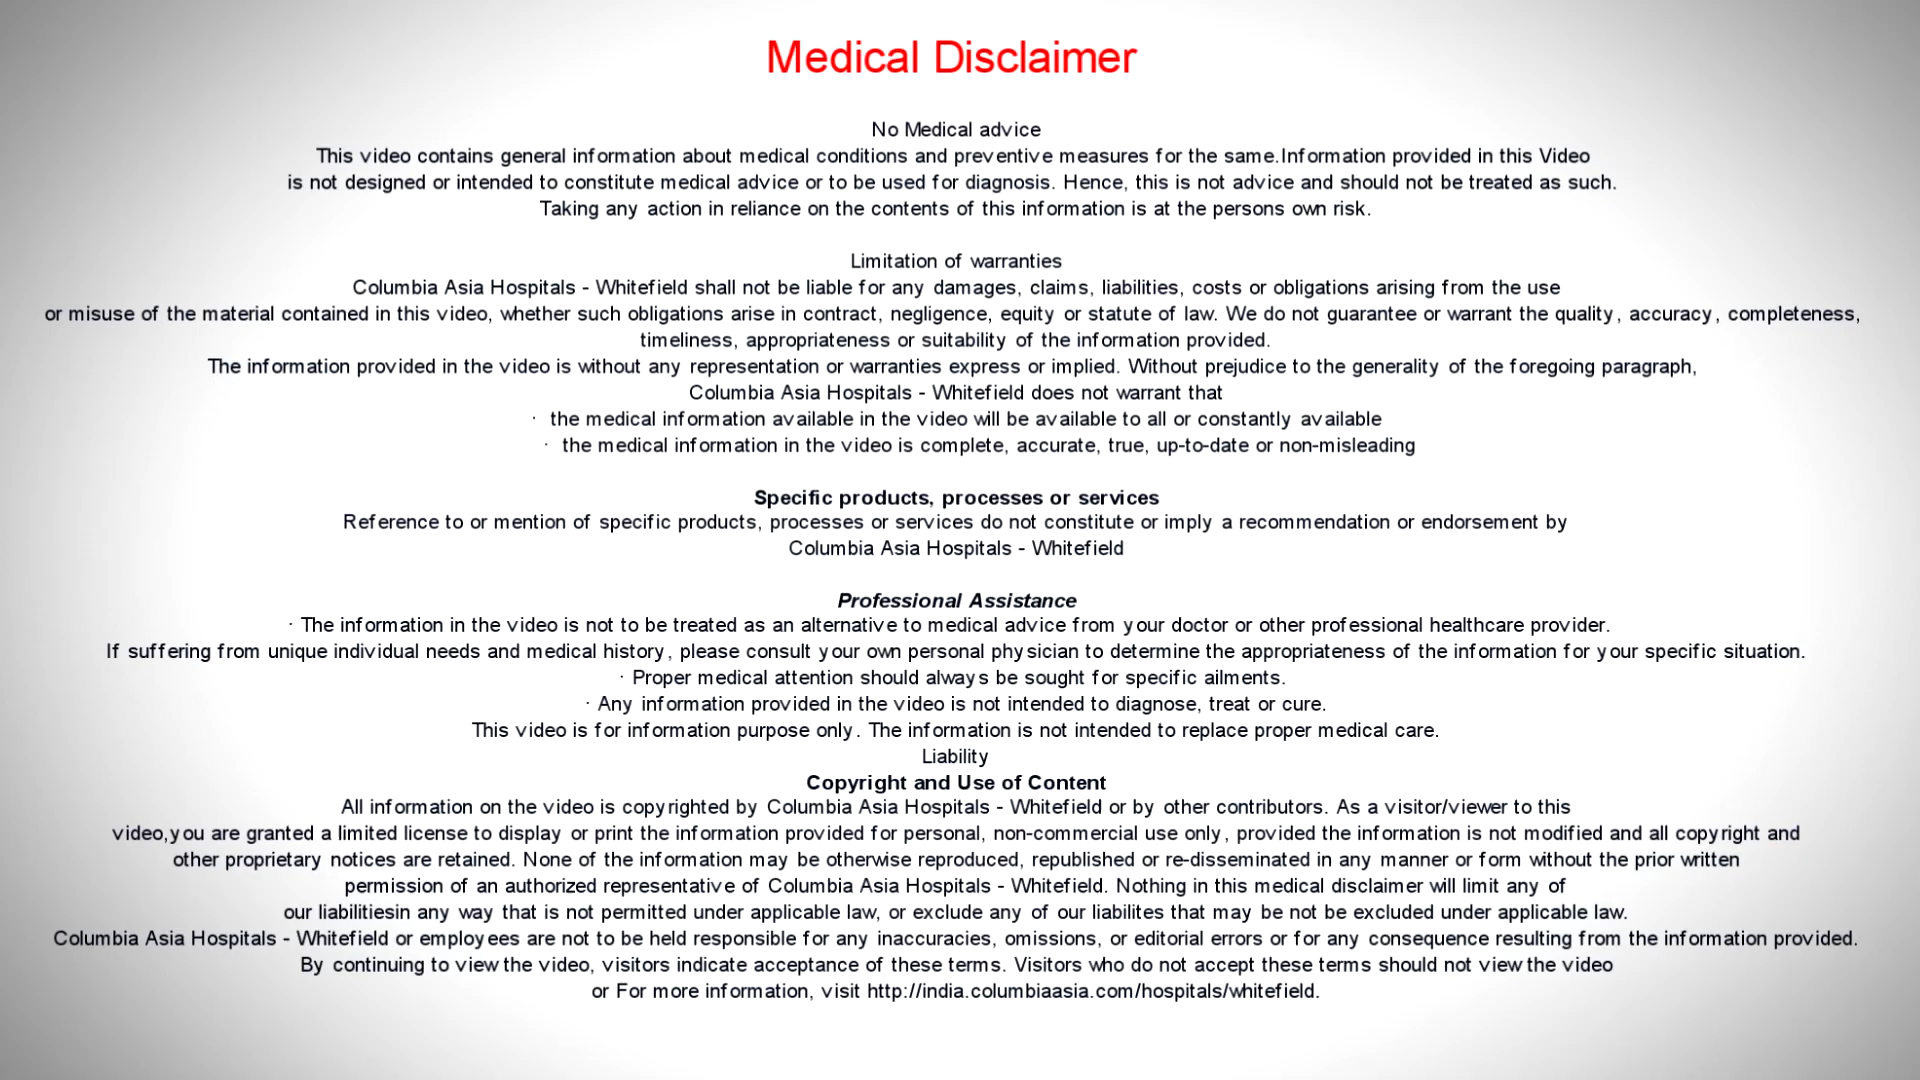 Medical Disclaimer
No Medical advice
This video contains general information about medical conditions and preventive measures for the same.Information provided in this Video
is not designed or intended to constitute medical advice or to be used for diagnosis. Hence, this is not advice and should not be treated as such.
Taking any action in reliance on the contents of this information is at the persons own risk.
Limitation of warranties
Columbia Asia Hospitals - Whitefield shall not be liable for any damages, claims, liabilities, costs or obligations arising from the use
or misuse of the material contained in this video, whether such obligations arise in contract, negligence, equity or statute of law. We do not guarantee or warrant the quality, accuracy, completeness,
timeliness, appropriateness or suitability of the information provided.
The information provided in the video is without any representation or warranties express or implied. Without prejudice to the generality of the foregoing paragraph,
Columbia Asia Hospitals - Whitefield does not warrant that
· the medical information available in the video will be available to all or constantly available
· the medical information in the video is complete, accurate, true, up-to-date or non-misleading
Specific products, processes or services
Reference to or mention of specific products, processes or services do not constitute or imply a recommendation or endorsement by
Columbia Asia Hospitals - Whitefield
Professional Assistance
· The information in the video is not to be treated as an alternative to medical advice from your doctor or other professional healthcare provider.
If suffering from unique individual needs and medical history, please consult your own personal physician to determine the appropriateness of the information for your specific situation.
· Proper medical attention should always be sought for specific ailments.
· Any information provided in the video is not intended to diagnose, treat or cure.
This video is for information purpose only. The information is not intended to replace proper medical care.
Liability
Copyright and Use of Content
All information on the video is copyrighted by Columbia Asia Hospitals - Whitefield or by other contributors. As a visitor/viewer to this
video,you are granted a limited license to display or print the information provided for personal, non-commercial use only, provided the information is not modified and all copyright and
other proprietary notices are retained. None of the information may be otherwise reproduced, republished or re-disseminated in any manner or form without the prior written
permission of an authorized representative of Columbia Asia Hospitals - Whitefield. Nothing in this medical disclaimer will limit any of
our liabilitiesin any way that is not permitted under applicable law, or exclude any of our liabilites that may be not be excluded under applicable law.
Columbia Asia Hospitals - Whitefield or employees are not to be held responsible for any inaccuracies, omissions, or editorial errors or for any consequence resulting from the information provided.
By continuing to view the video, visitors indicate acceptance of these terms. Visitors who do not accept these terms should not view the video
or For more information, visit http://india.columbiaasia.com/hospitals/whitefield.